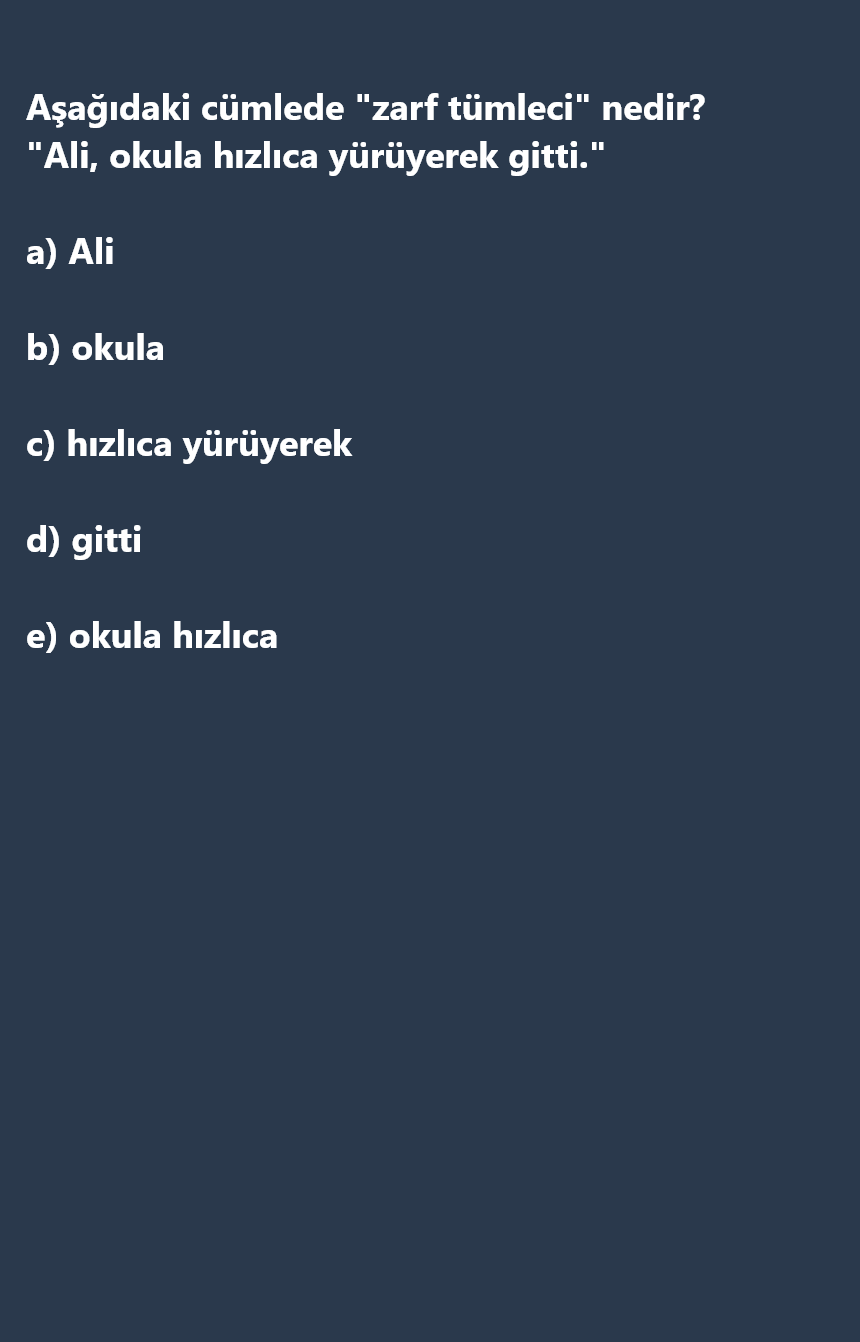 Aşağıdaki cümlede "zarf tümleci" nedir?
"Ali, okula hızlıca yürüyerek gitti."
a) Ali
b) okula
c) hızlıca yürüyerek
d) gitti
e) okula hızlıca